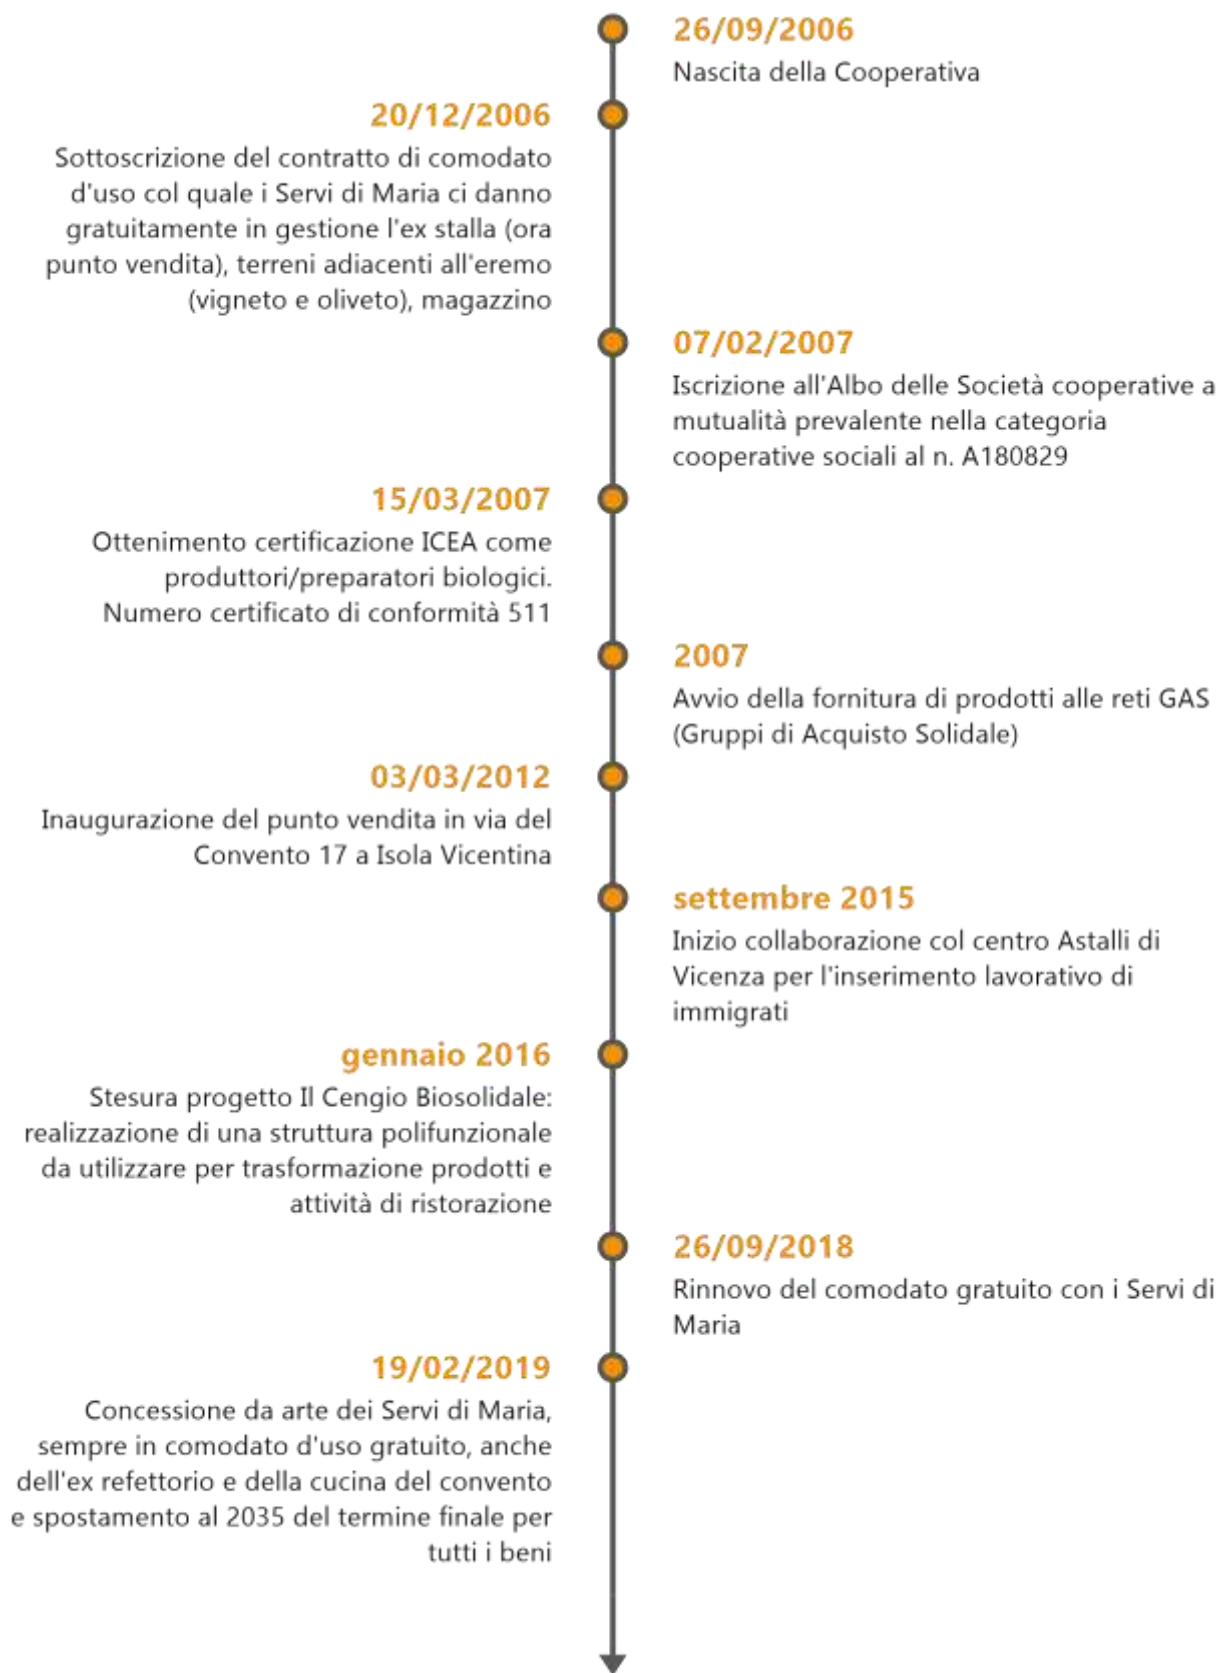 26/09/2006
Nascita della Cooperativa
20/12/2006
Sottoscrizione del contratto di comodato
d'uso col quale i Servi di Maria ci danno
gratuitamente in gestione l'ex stalla (ora
punto vendita), terreni adiacenti all'eremo
(vigneto e oliveto), magazzino
07/02/2007
Iscrizione all'Albo delle Società cooperative a
mutualità prevalente nella categoria
cooperative sociali al n. A180829
15/03/2007
Ottenimento certificazione ICEA come
produttori/preparatori biologici.
Numero certificato di conformità 511
2007
Avvio della fornitura di prodotti alle reti GAS
(Gruppi di Acquisto Solidale)
03/03/2012
Inaugurazione del punto vendita in via del
Convento 17 a Isola Vicentina
settembre 2015
Inizio collaborazione col centro Astalli di
Vicenza per l'inserimento lavorativo di
immigrati
gennaio 2016
Stesura progetto Il Cengio Biosolidale:
realizzazione di una struttura polifunzionale
da utilizzare per trasformazione prodotti e
attività di ristorazione
26/09/2018
Rinnovo del comodato gratuito con i Servi di
Maria
19/02/2019
Concessione da arte dei Servi di Maria,
sempre in comodato d'uso gratuito, anche
dell'ex refettorio e della cucina del convento
e spostamento al 2035 del termine finale per
tutti i beni